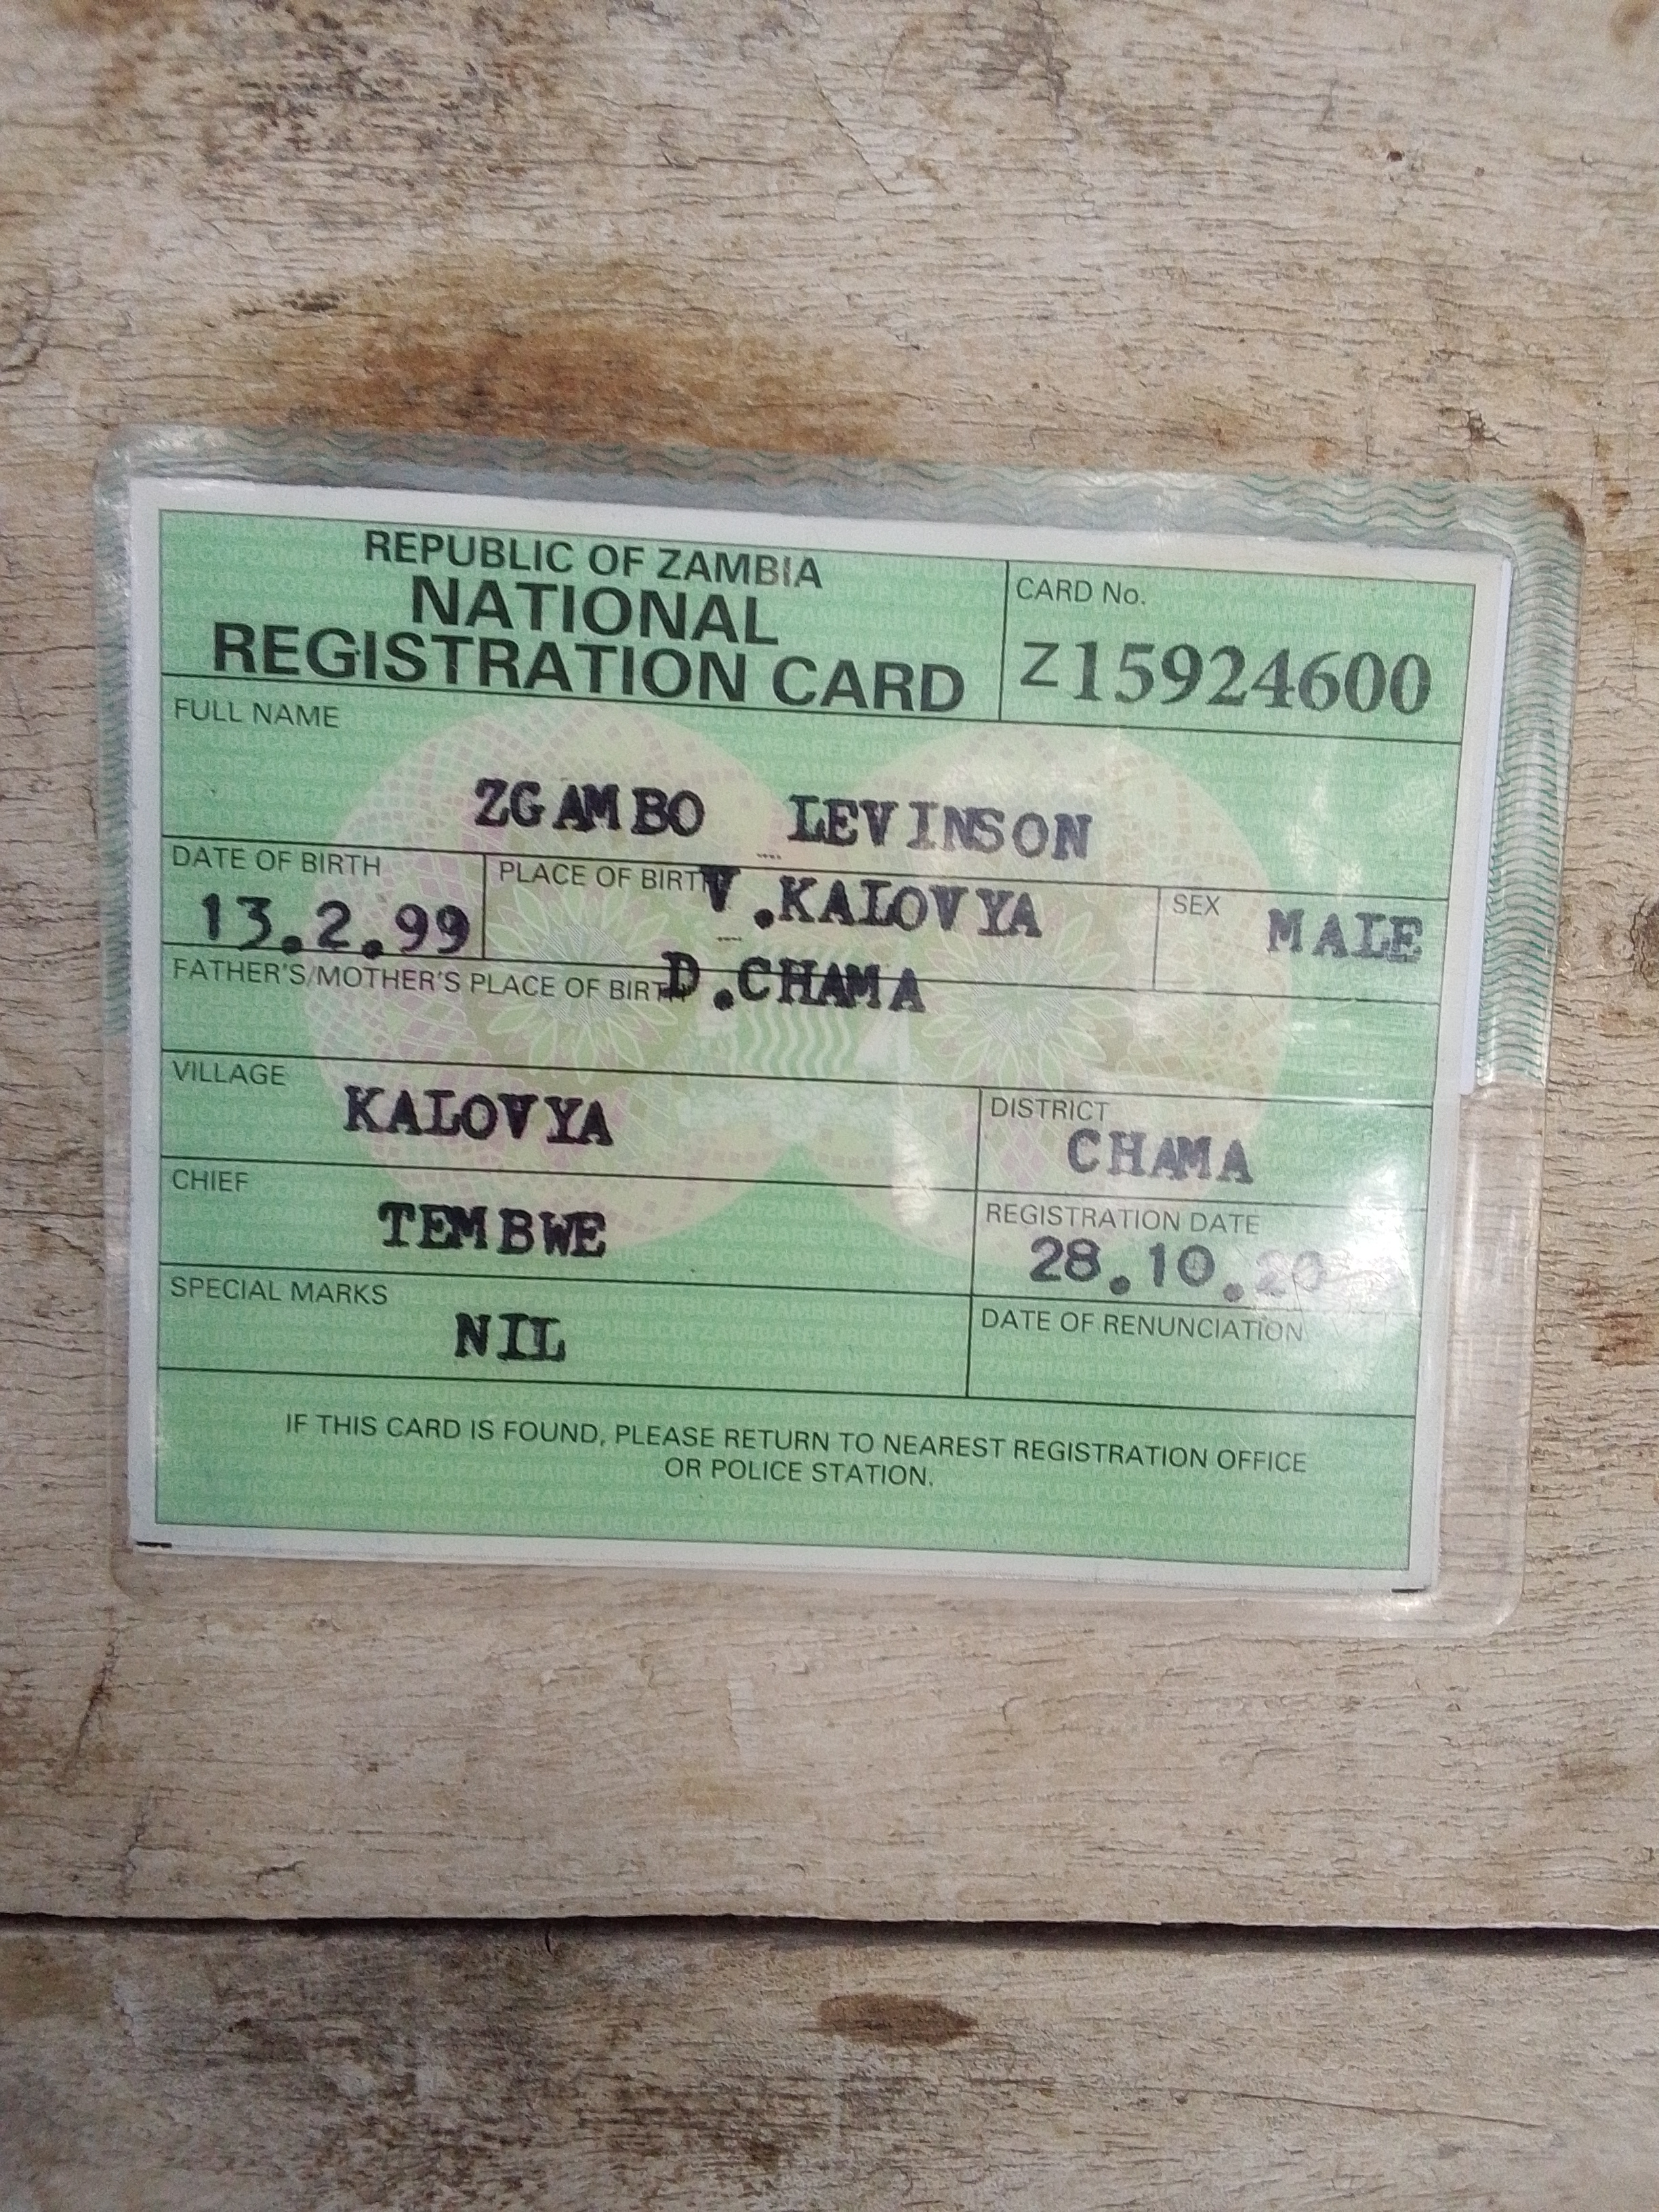 REPUBLIC OF ZAMBIA
NATIONAL
REGISTRATION CARD
CARD No.
Z15924600
FULL NAME
ZGAMBO LEVINSON
DATE OF BIRTH
13.2.99
PLACE OF BIRTH
V.KALOVYA
D.CHAMA
SEX
MALE
FATHER'S/MOTHER'S PLACE OF BIRTH
VILLAGE
KALOVYA
DISTRICT
CHAMA
CHIEF
TEMBWE
REGISTRATION DATE
28.10.
SPECIAL MARKS
NIL
DATE OF RENUNCIATION
IF THIS CARD IS FOUND, PLEASE RETURN TO NEAREST REGISTRATION OFFICE
OR POLICE STATION.